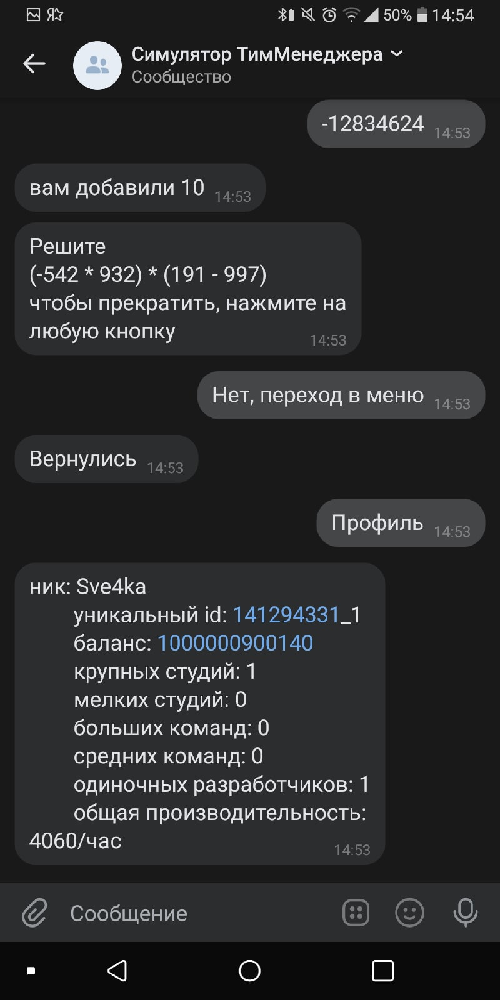 Я 50% 14:54
Симулятор ТимМенеджера
Сообщество
-12834624 14:53
вам добавили 10 14:53
Решите
(-542 * 932) * (191 - 997)
чтобы прекратить, нажмите на
любую кнопку
14:53
Нет, переход в меню 14:53
Вернулись 14:53
Профиль 14:53
ник: Sve4ka
уникальный id: 141294331_1
баланс: 1000000900140
крупных студий: 1
мелких студий: 0
больших команд: 0
средних команд: 0
одиночных разработчиков: 1
общая производительность:
4060/час
14:53
Сообщение